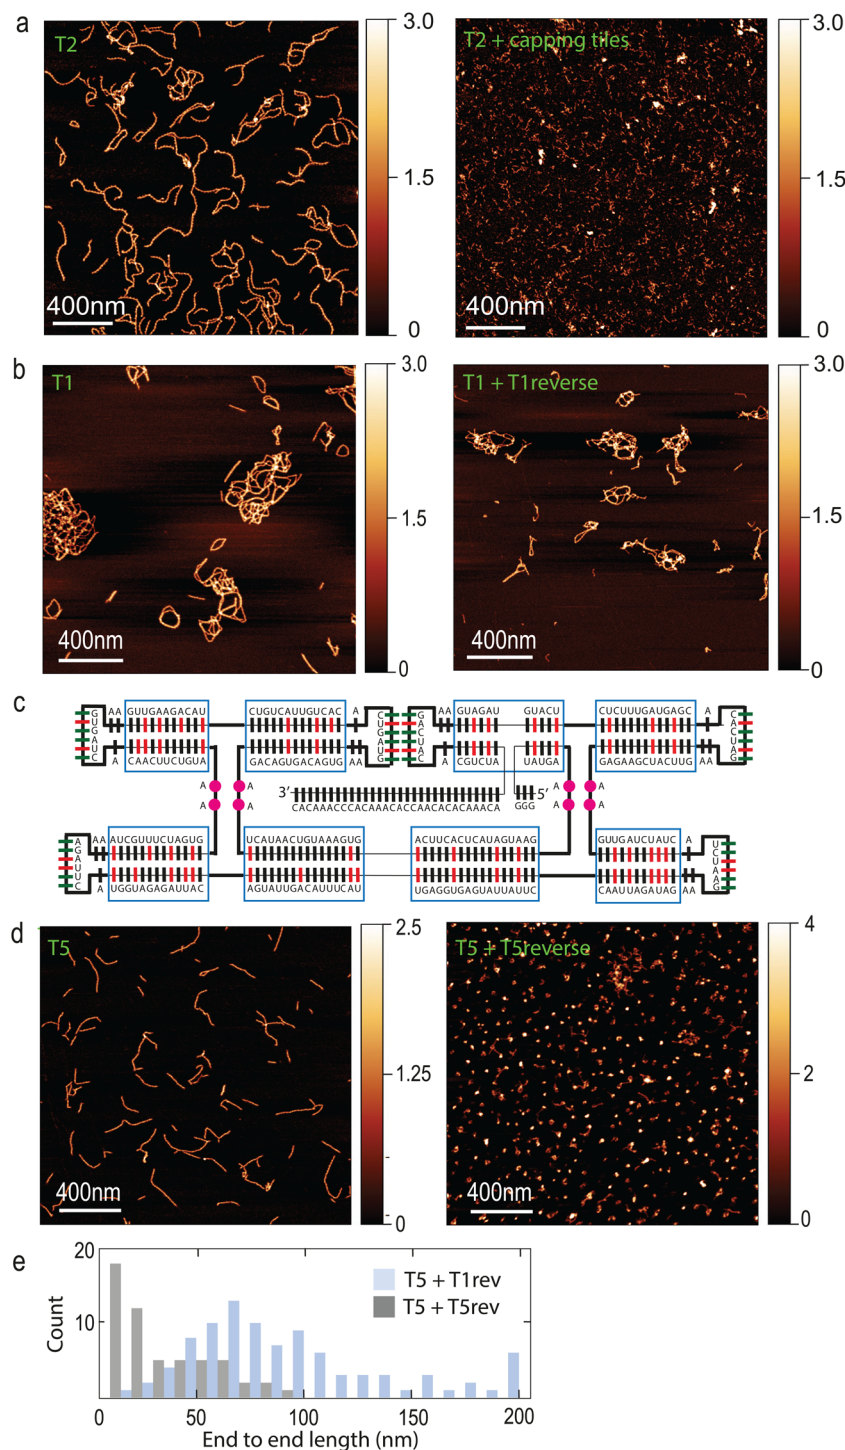 a
T2
400nm
3.0
1.5
0
T2 + capping tiles
400nm
3.0
1.5
0
b
T1
400nm
3.0
1.5
0
T1 + T1reverse
400nm
3.0
1.5
0
c
GUGAUC
AA
GUUGAAGACAU
CUGUCAUUGUCAC
A
CUGAUG
GACUAC
AA
GUAGAU
GUACU
CUCUUUGAUGAGC
A
CACUAG
A
CAACUUCUGUA
GACAGUGACAGUG
AA
A
CGUCUA
UAUGA
GAGAAGCUACUUG
AA
A
A
A
A
3′
5′
A
A
A
A
CACAAACCCACAAACACCAACACACAAACA
GGG
AGAUUC
AA
AUCGUUUCUAGUG
UCAUAACUGUAAAGUG
ACUUCACUCAUAGUAAG
GUUGAUCUAUC
A
UCUAAG
A
UGGUAGAGAUUAC
AGUAUUGACAUUUCAU
UGAGGUGAGUAUUAUUC
CAAUUAGAUAG
AA
d
T5
400nm
2.5
1.25
0
T5 + T5reverse
400nm
4
2
0
e
20
10
Count
T5 + T1rev
T5 + T5rev
0
50
100
150
200
End to end length (nm)